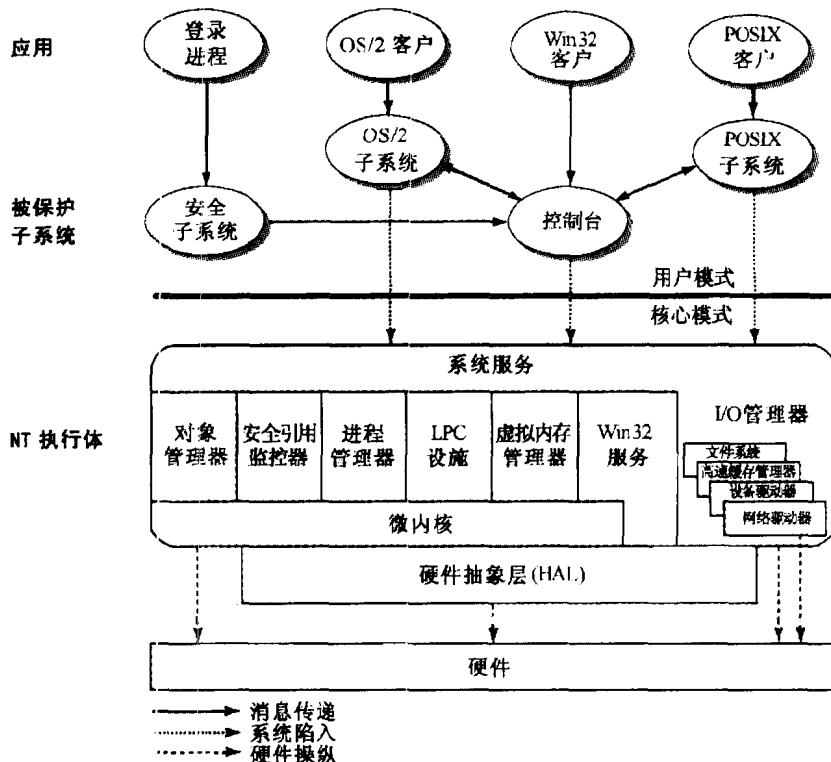 应用
登录
进程
OS/2 客户
Win32
客户
POSIX
客户
OS/2
子系统
POSIX
子系统
被保护
子系统
安全
子系统
控制台
用户模式
核心模式
系统服务
NT 执行体
对象
管理器
安全引用
监控器
进程
管理器
LPC
设施
虚拟内存
管理器
Win32
服务
I/O管理器
文件系统
高速缓存管理器
设备驱动器
网络驱动器
微内核
硬件抽象层(HAL)
硬件
消息传递
系统陷入
硬件操纵